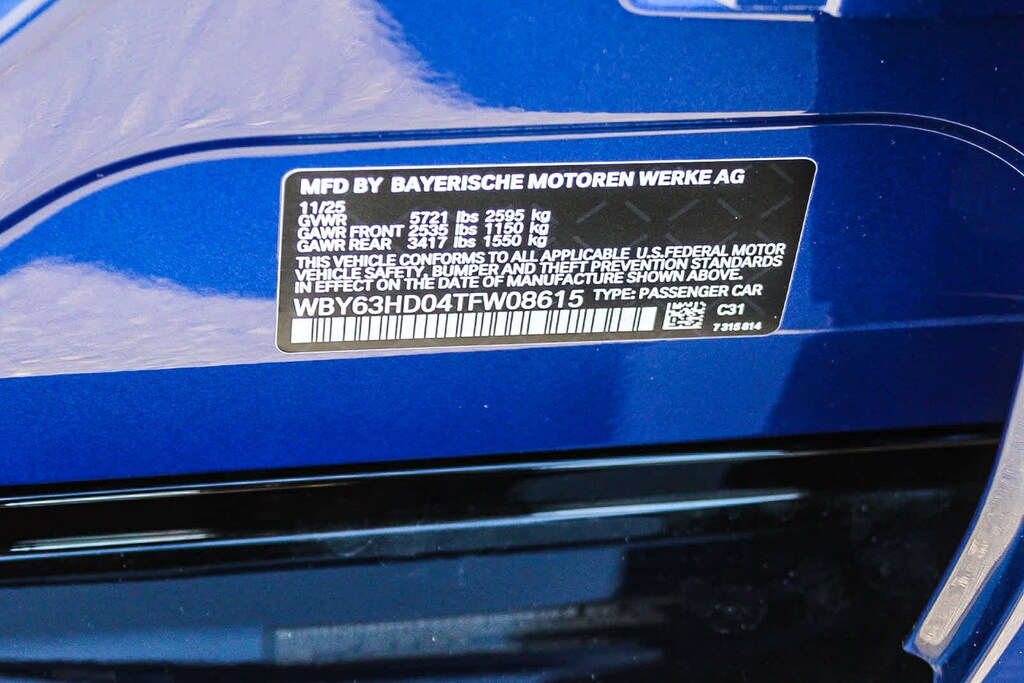 MFD BY BAYERISCHE MOTOREN WERKE AG
11/25
GVWR 5721 lbs 2595 kg
GAWR FRONT 2535 lbs 1150 kg
GAWR REAR 3417 lbs 1550 kg
THIS VEHICLE CONFORMS TO ALL APPLICABLE U.S.FEDERAL MOTOR
VEHICLE SAFETY, BUMPER AND THEFT PREVENTION STANDARDS
IN EFFECT ON THE DATE OF MANUFACTURE SHOWN ABOVE.
WBY63HD04TFW08615 TYPE: PASSENGER CAR
C31
7 315 814